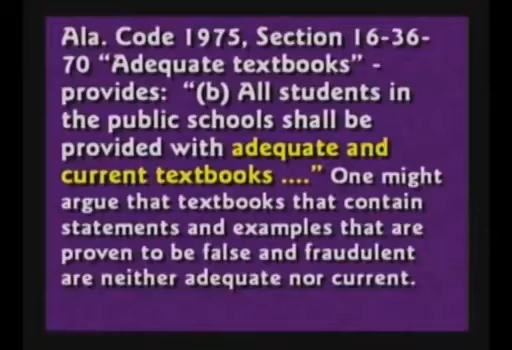 Ala. Code 1975, Section 16-36-
70 “Adequate textbooks” -
provides: “(b) All students in
the public schools shall be
provided with adequate and
current textbooks ....” One might
argue that textbooks that contain
statements and examples that are
proven to be false and fraudulent
are neither adequate nor current.